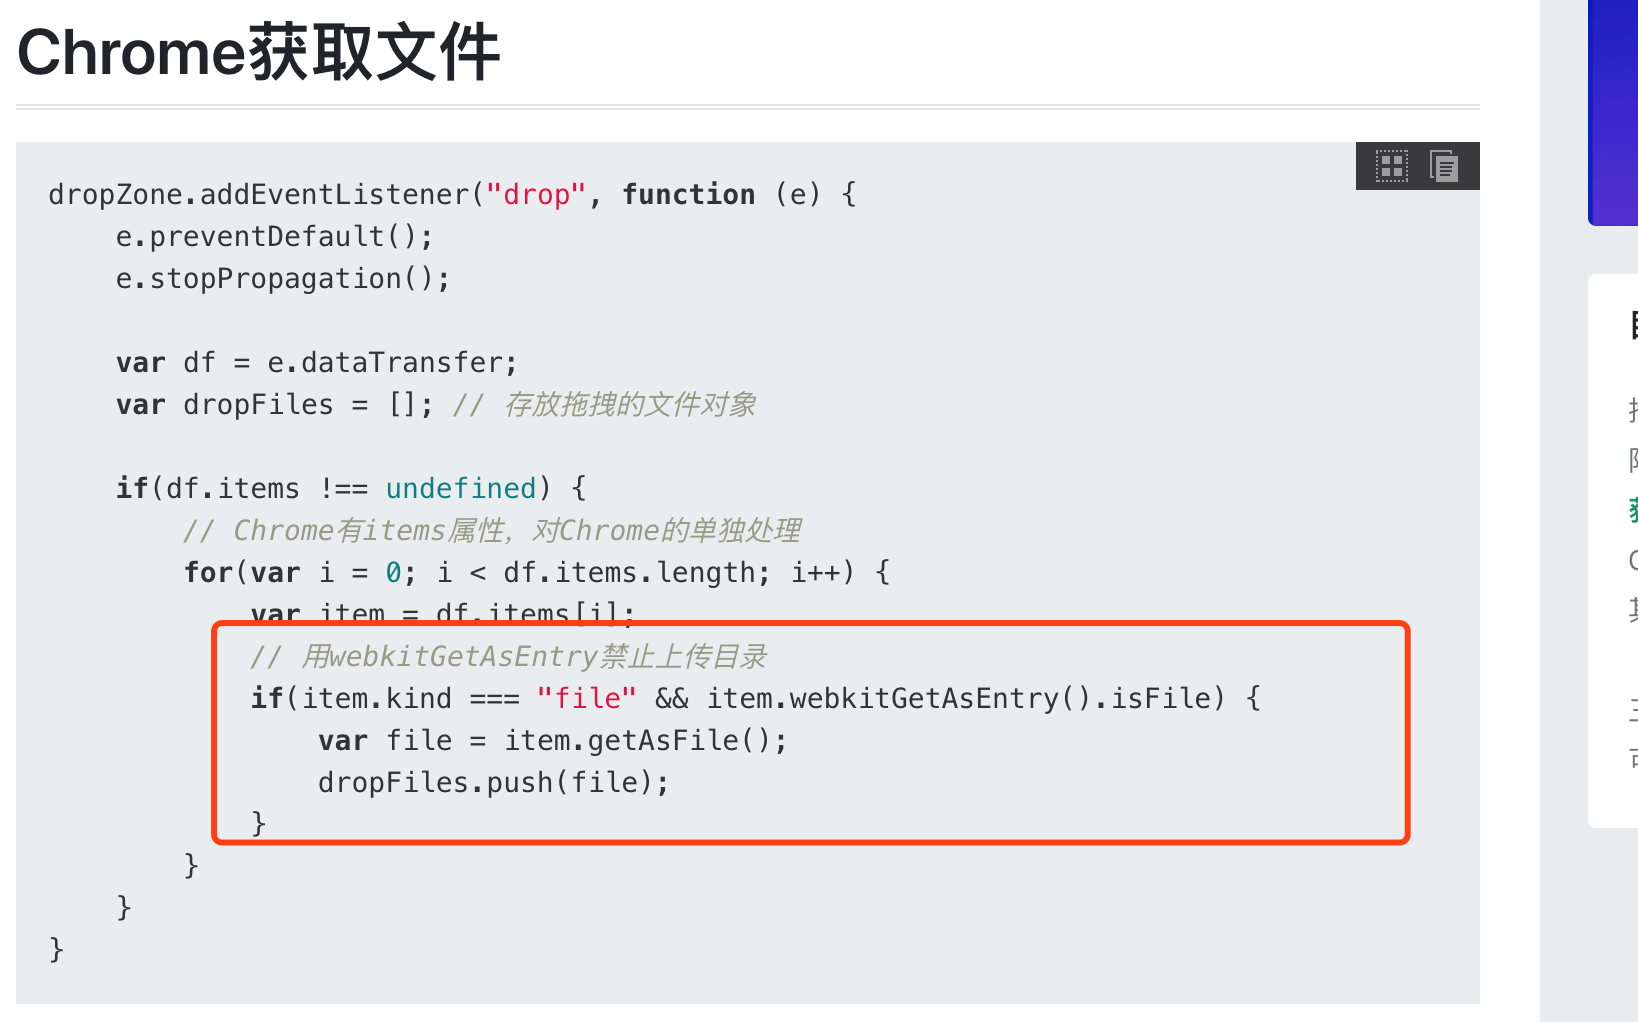 Chrome获取文件
dropZone.addEventListener("drop", function (e) {
    e.preventDefault();
    e.stopPropagation();
    var df = e.dataTransfer;
    var dropFiles = []; // 存放拖拽的文件对象
    if(df.items !== undefined) {
        // Chrome有items属性，对Chrome的单独处理
        for(var i = 0; i < df.items.length; i++) {
            var item = df.items[i];
            // 用webkitGetAsEntry禁止上传目录
            if(item.kind === "file" && item.webkitGetAsEntry().isFile) {
                var file = item.getAsFile();
                dropFiles.push(file);
            }
        }
    }
}